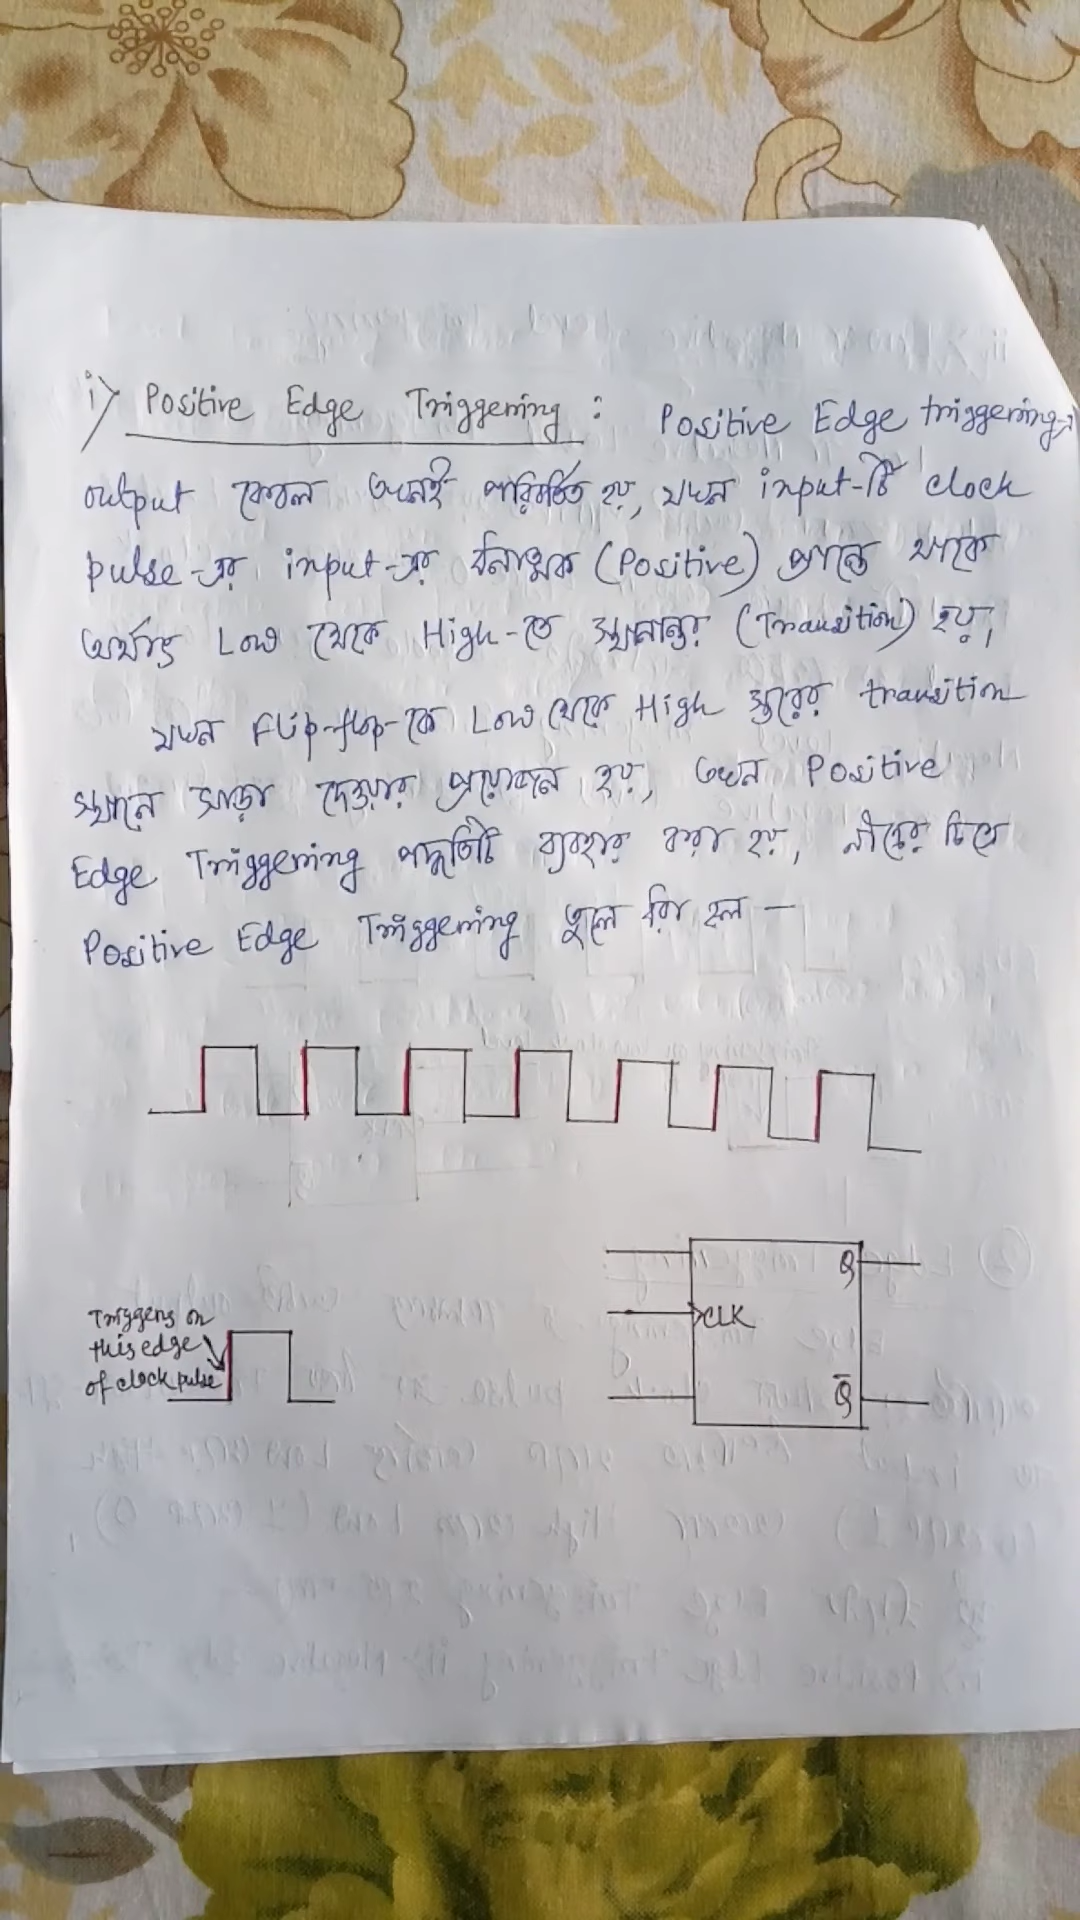 i) Positive Edge Triggering : Positive Edge triggering-এ
output কেবল তখনই পরিবর্তিত হয়, যখন input-টি clock
pulse-এর input-এর ধনাত্মক (Positive) প্রান্তে থাকে
অর্থাৎ Low থেকে High-তে স্থানান্তর (Transition) হয়।
যখন Flip-flop-কে Low থেকে High স্তরের transition
স্থানে সাড়া দেওয়ার প্রয়োজন হয়, তখন Positive
Edge Triggering পদ্ধতিটি ব্যবহার করা হয়, নীচের চিত্রে
Positive Edge Triggering তুলে ধরা হল —
Triggers on
this edge
of clock pulse
Q
CLK
Q̅